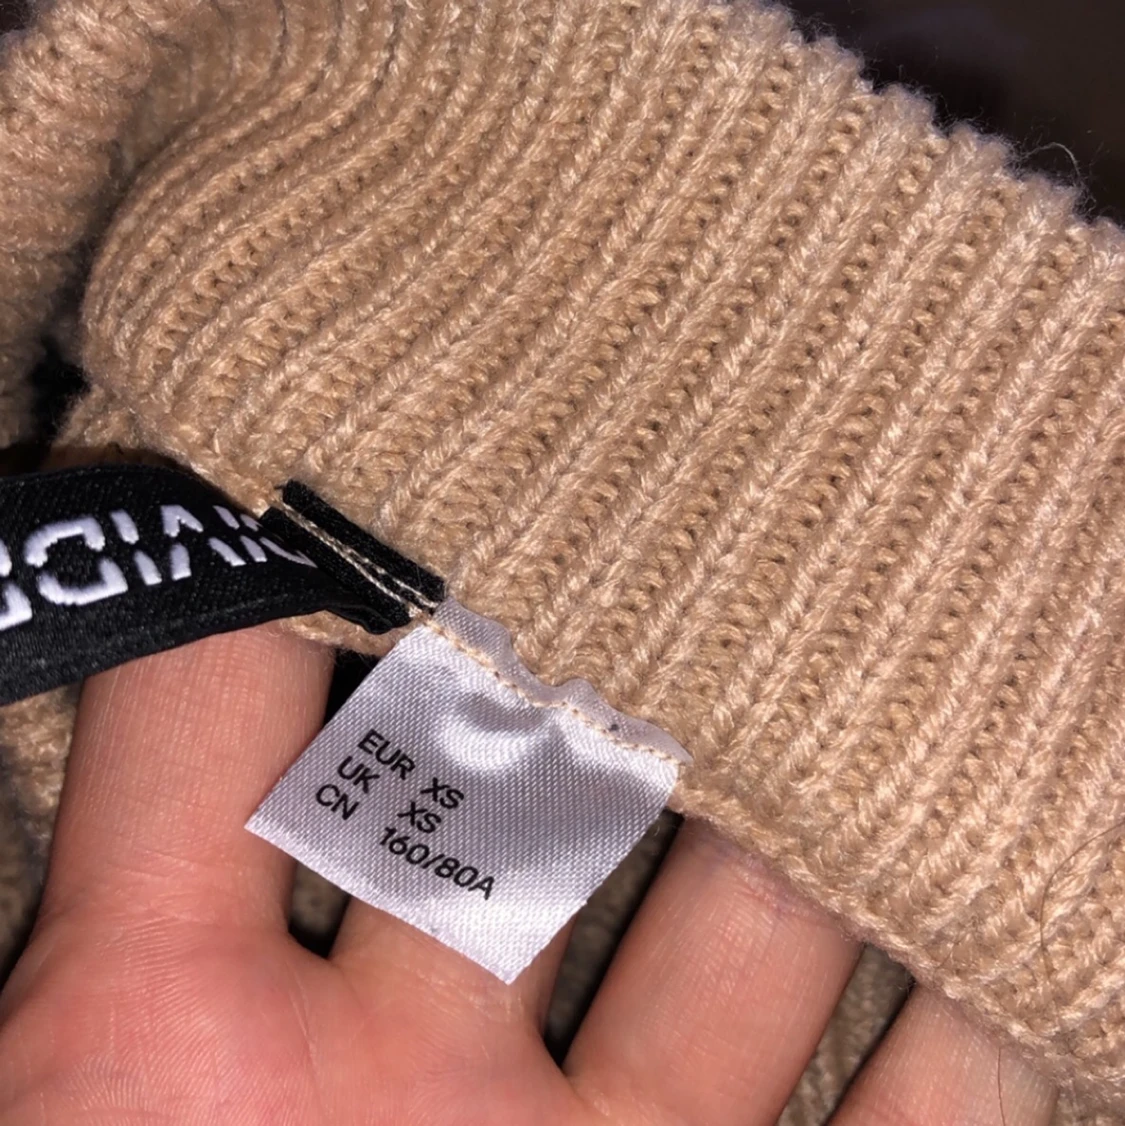 EUR XS
UK XS
CN 160/80A